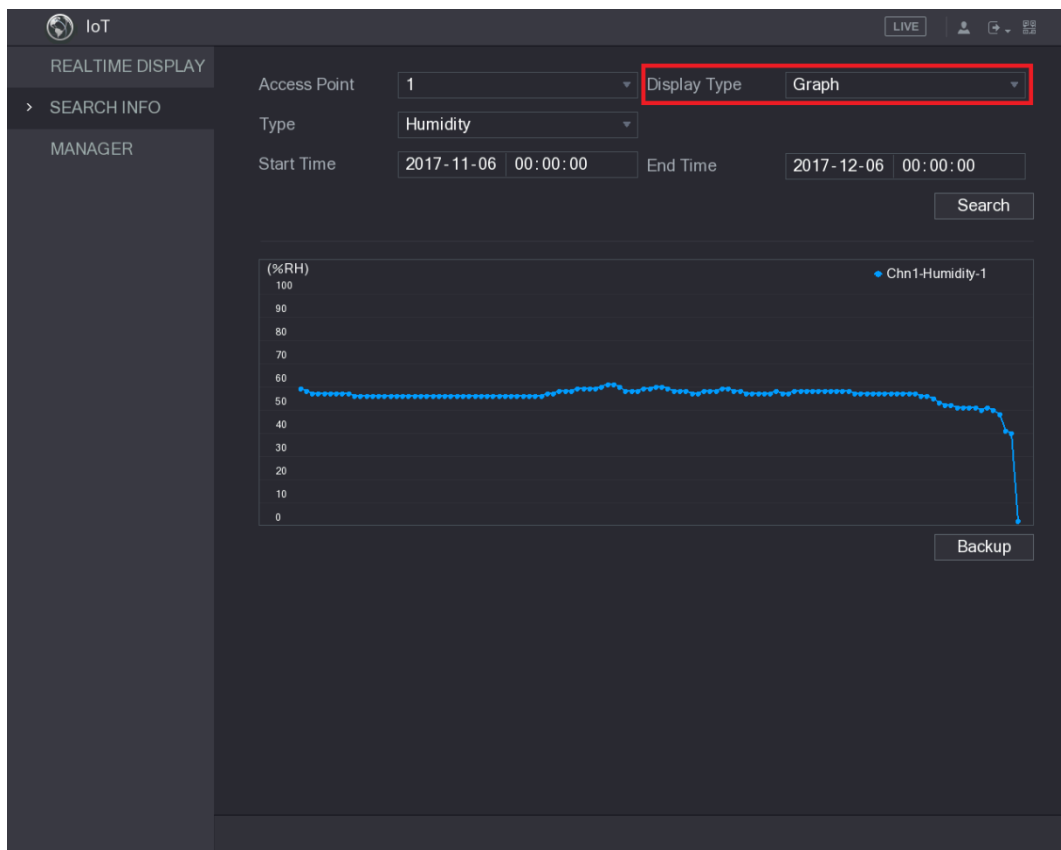 IoT LIVE
REALTIME DISPLAY
SEARCH INFO
MANAGER
Access Point 1 Display Type Graph
Type Humidity
Start Time 2017-11-06 00:00:00 End Time 2017-12-06 00:00:00
Search
(%RH)
Chn1-Humidity-1
100
90
80
70
60
50
40
30
20
10
0
Backup